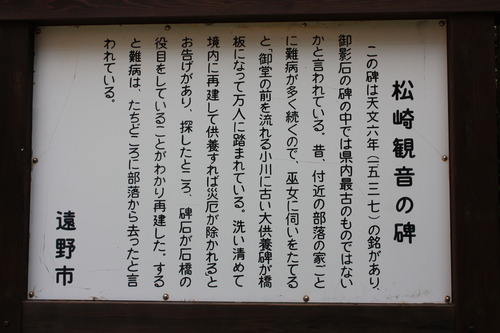 松崎観音の碑
この碑は天文六年(一五三七)の銘があり、
御影石の碑の中では県内最古のものではない
かと言われている。昔、付近の部落の家ごと
に難病が多く続くので、巫女に伺いをたてる
と「御堂の前を流れる小川に古い大供養碑が橋
板になって万人に踏まれている。洗い清めて
境内に再建して供養すれば災厄が除かれる」と
お告げがあり、探したところ、碑石が石橋の
役目をしていることがわかり再建した。する
と難病は、たちどころに部落から去ったと言
われている。
遠野市